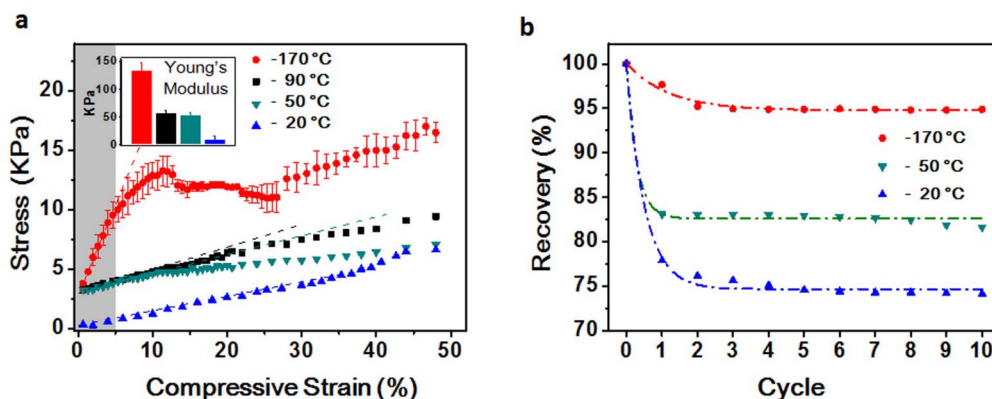 a
Stress (KPa)
25
20
15
10
5
0
0
10
20
30
40
50
Compressive Strain (%)
KPa
150
100
50
0
Young's
Modulus
-170 °C
- 90 °C
- 50 °C
- 20 °C
b
Recovery (%)
100
95
90
85
80
75
70
0 1 2 3 4 5 6 7 8 9 10
Cycle
-170 °C
- 50 °C
- 20 °C